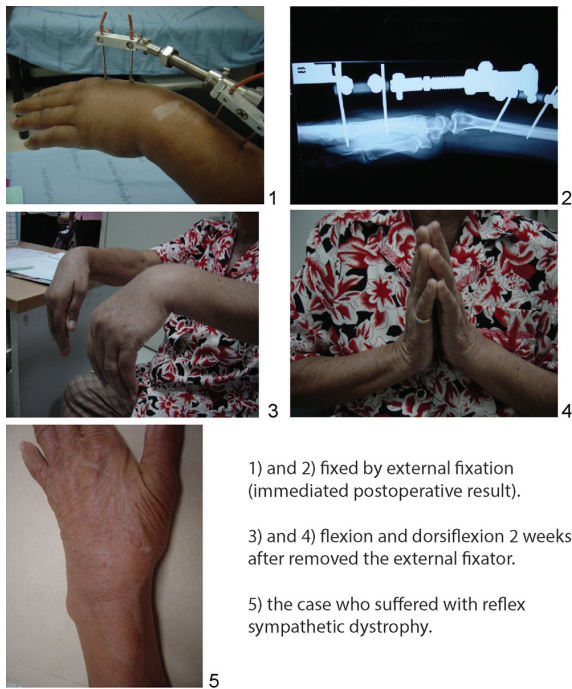 1
2
3
4
5
1) and 2) fixed by external fixation
(immediated postoperative result).
3) and 4) flexion and dorsiflexion 2 weeks
after removed the external fixator.
5) the case who suffered with reflex
sympathetic dystrophy.